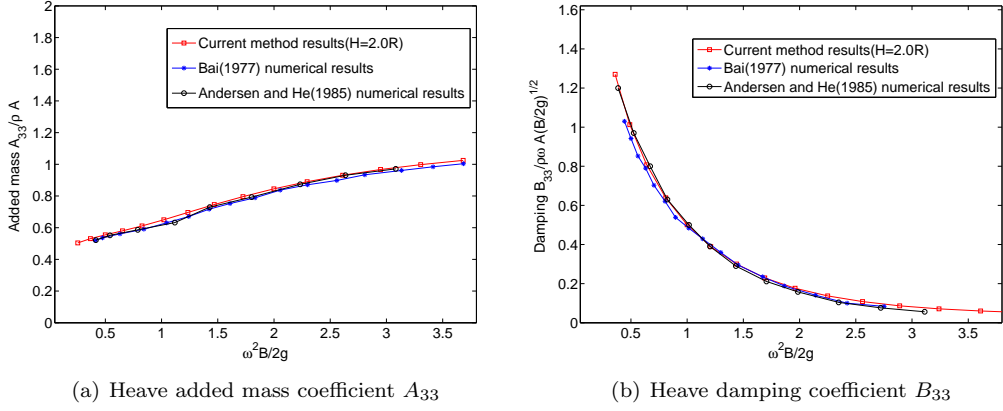 2
1.8
1.6
1.4
1.2
1
0.8
0.6
0.4
0.2
0
0.5 1 1.5 2 2.5 3 3.5
Added mass A33/ρ A
ω²B/2g
Current method results(H=2.0R)
Bai(1977) numerical results
Andersen and He(1985) numerical results
(a) Heave added mass coefficient A33
1.6
1.4
1.2
1
0.8
0.6
0.4
0.2
0
0.5 1 1.5 2 2.5 3 3.5
Damping B33/ρω A(B/2g)^1/2
ω²B/2g
Current method results(H=2.0R)
Bai(1977) numerical results
Andersen and He(1985) numerical results
(b) Heave damping coefficient B33